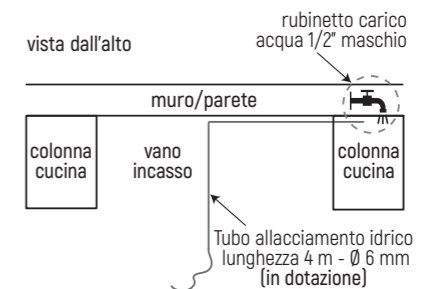 rubinetto carico
acqua 1/2” maschio
vista dall'alto
muro/parete
colonna
cucina
vano
incasso
colonna
cucina
Tubo allacciamento idrico
lunghezza 4 m - Ø 6 mm
(in dotazione)